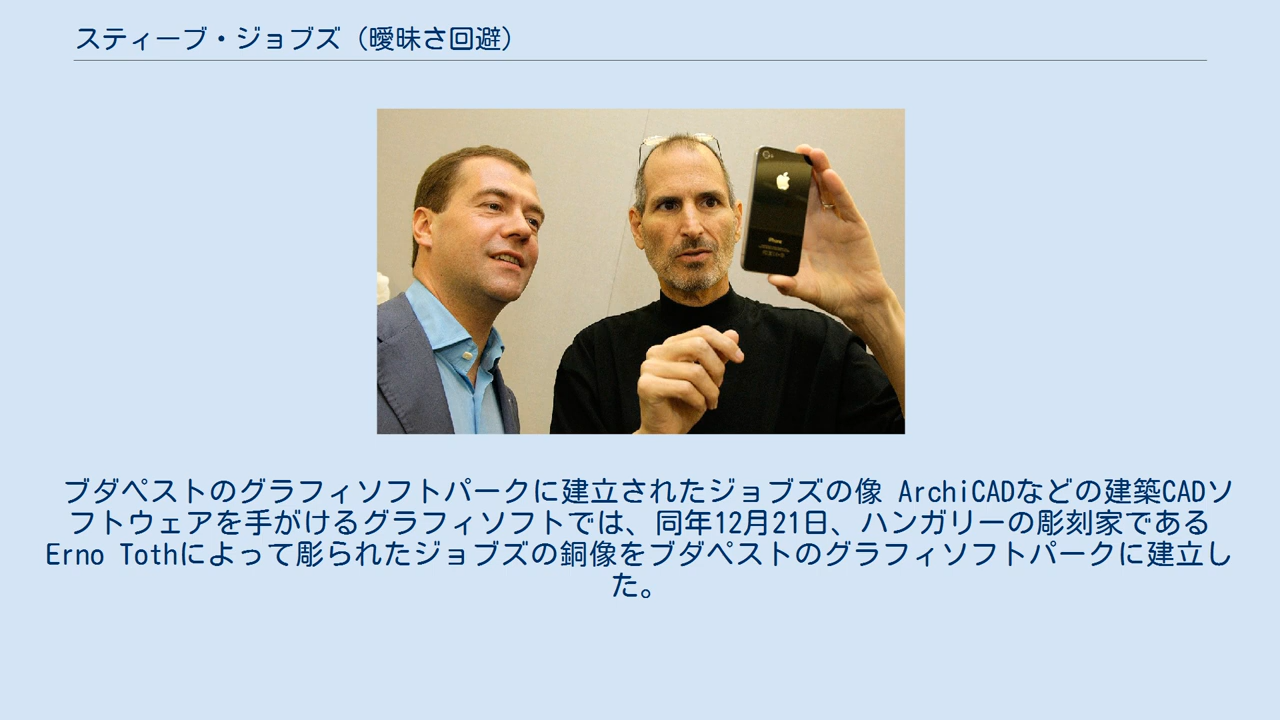 スティーブ・ジョブズ（曖昧さ回避）
iPhone
ブダペストのグラフィソフトパークに建立されたジョブズの像 ArchiCADなどの建築CADソ
フトウェアを手がけるグラフィソフトでは、同年12月21日、ハンガリーの彫刻家である
Erno Tothによって彫られたジョブズの銅像をブダペストのグラフィソフトパークに建立し
た。